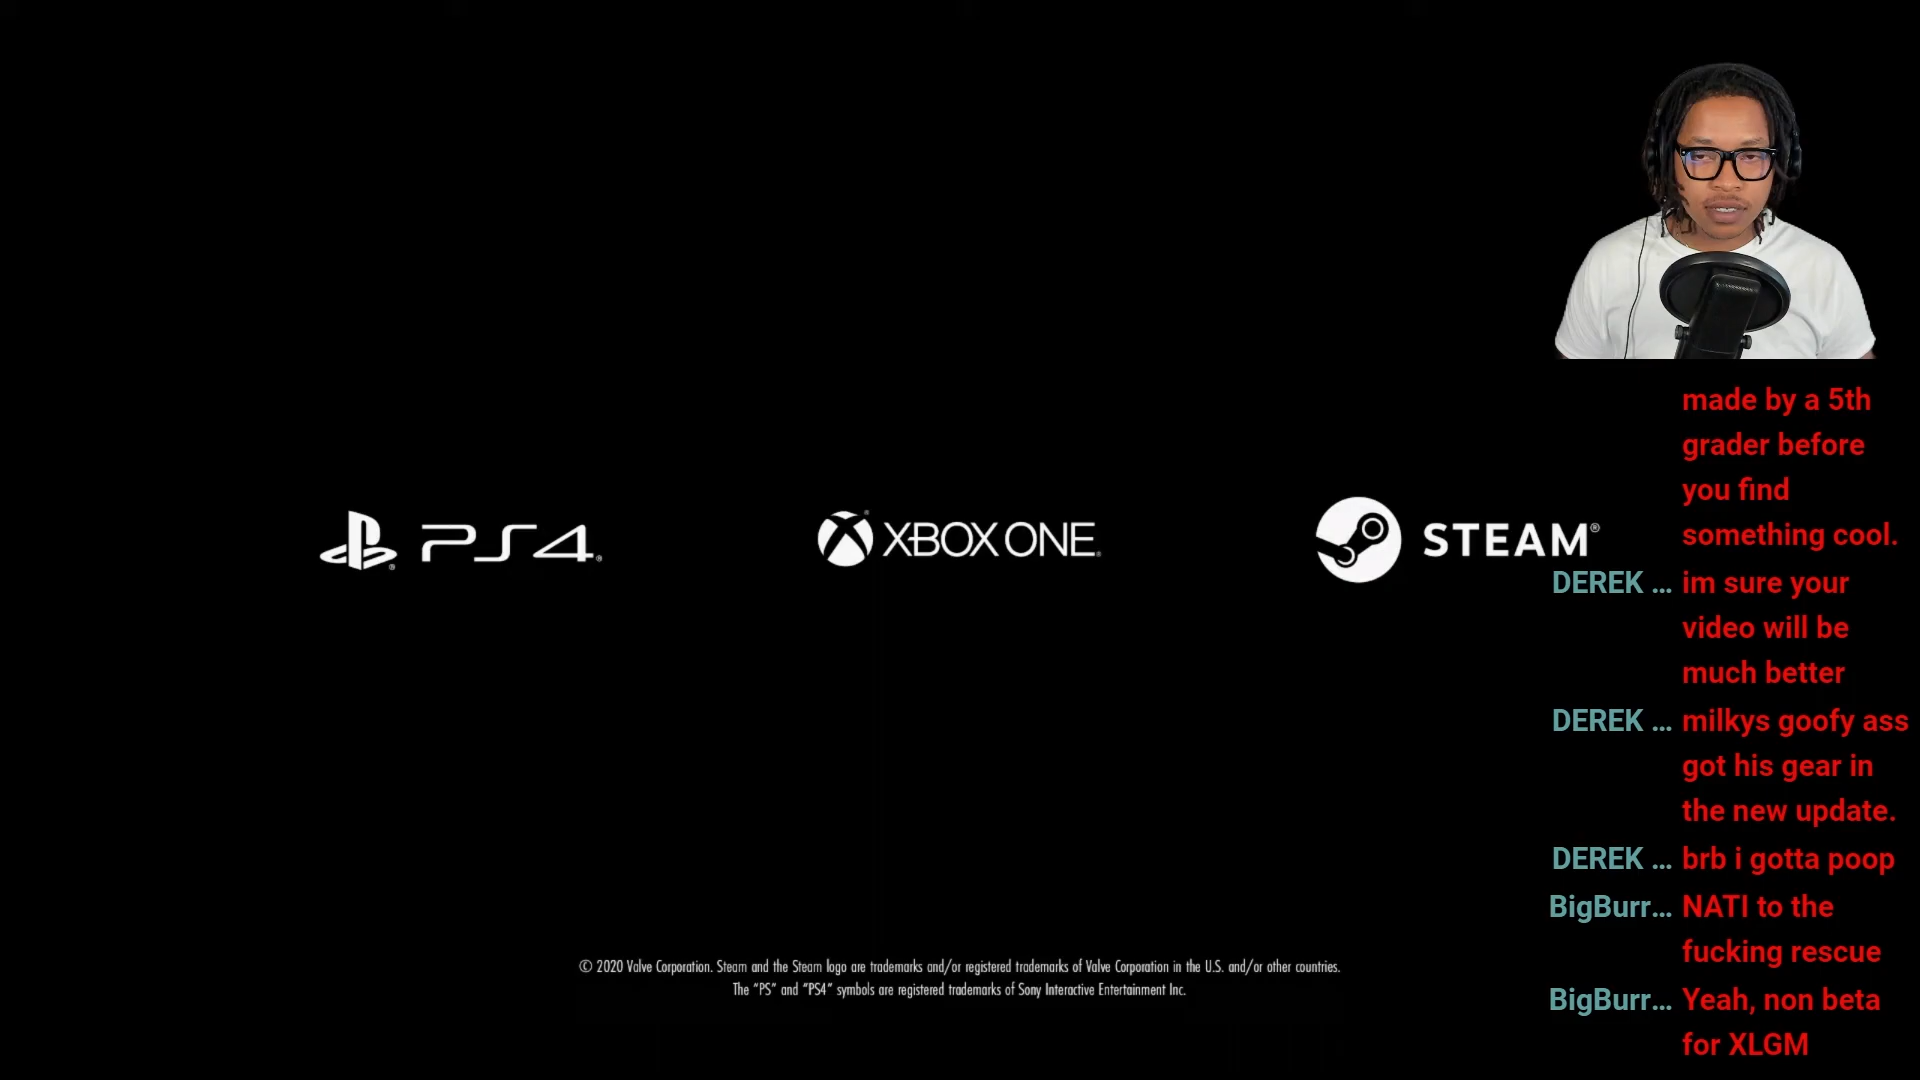 PS4
XBOX ONE
STEAM®
made by a 5th
grader before
you find
something cool.
DEREK ... im sure your
video will be
much better
DEREK ... milkys goofy ass
got his gear in
the new update.
DEREK ... brb i gotta poop
BigBurr... NATI to the
fucking rescue
BigBurr... Yeah, non beta
for XLGM
© 2020 Valve Corporation. Steam and the Steam logo are trademarks and/or registered trademarks of Valve Corporation in the U.S. and/or other countries.
The "PS" and "PS4" symbols are registered trademarks of Sony Interactive Entertainment Inc.